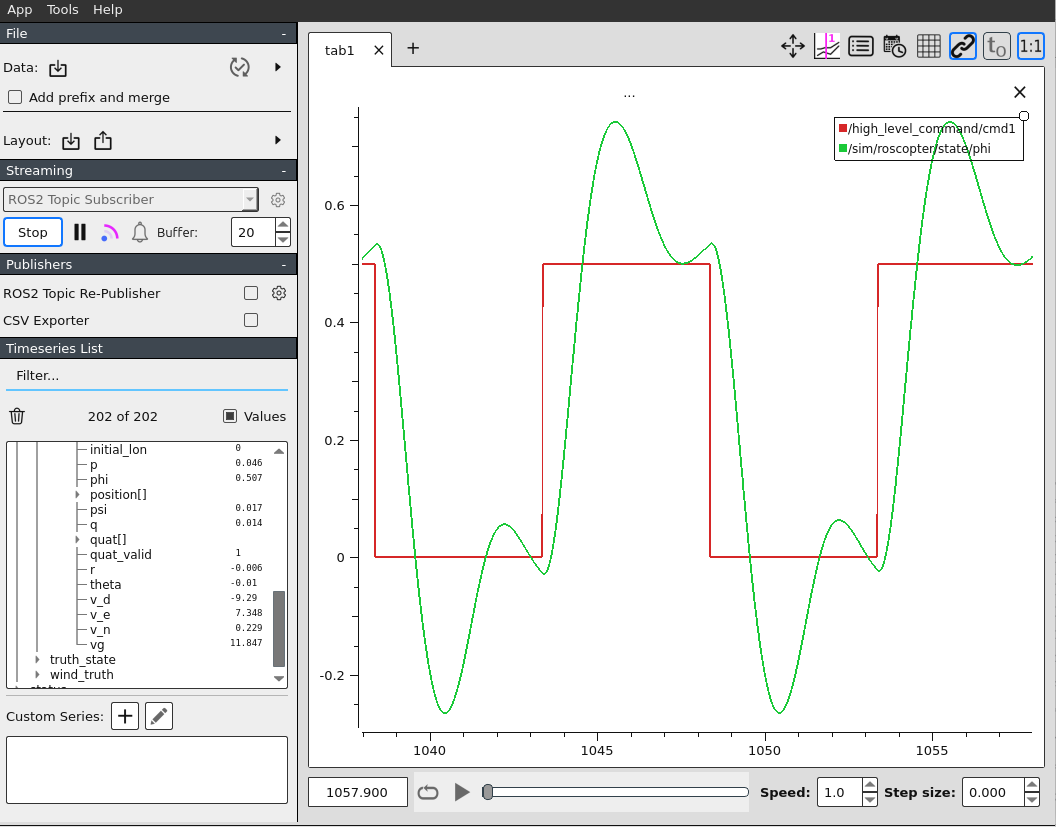 App Tools Help
File -
Data:
Add prefix and merge
Layout:
Streaming -
ROS2 Topic Subscriber
Stop Buffer: 20
Publishers -
ROS2 Topic Re-Publisher
CSV Exporter
Timeseries List
Filter...
202 of 202 Values
initial_lon 0
p 0.046
phi 0.507
position[]
psi 0.017
q 0.014
quat[]
quat_valid 1
r -0.006
theta -0.01
v_d -9.29
v_e 7.348
v_n 0.229
vg 11.847
truth_state
wind_truth
Custom Series:
tab1
1 t0 1:1
...
/high_level_command/cmd1
/sim/roscopter/state/phi
0.6
0.4
0.2
0
-0.2
1040 1045 1050 1055
1057.900 Speed: 1.0 Step size: 0.000